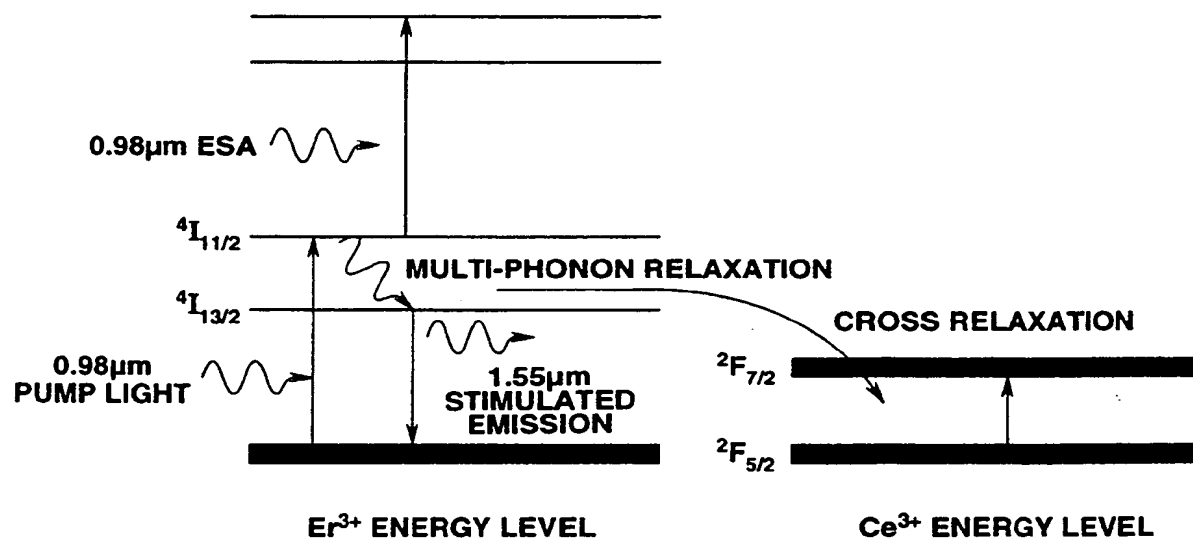 0.98μm ESA
⁴I₁₁/₂
MULTI-PHONON RELAXATION
⁴I₁₃/₂
CROSS RELAXATION
0.98μm
PUMP LIGHT
1.55μm
STIMULATED
EMISSION
²F₇/₂
²F₅/₂
Er³⁺ ENERGY LEVEL
Ce³⁺ ENERGY LEVEL